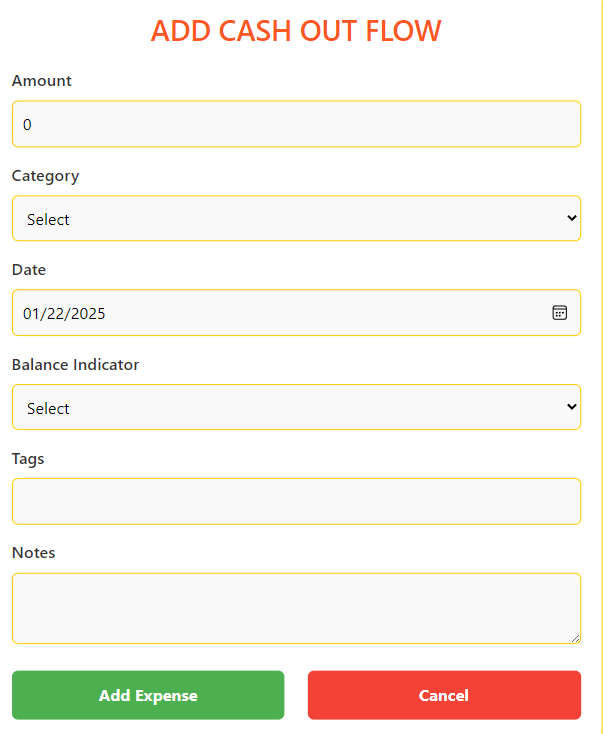 ADD CASH OUT FLOW
Amount
0
Category
Select
Date
01/22/2025
Balance Indicator
Select
Tags
Notes
Add Expense
Cancel